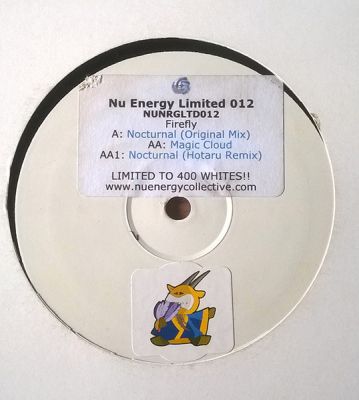 Nu Energy Limited 012
NUNRGLTD012
Firefly
A: Nocturnal (Original Mix)
AA: Magic Cloud
AA1: Nocturnal (Hotaru Remix)
LIMITED TO 400 WHITES!!
www.nuenergycollective.com